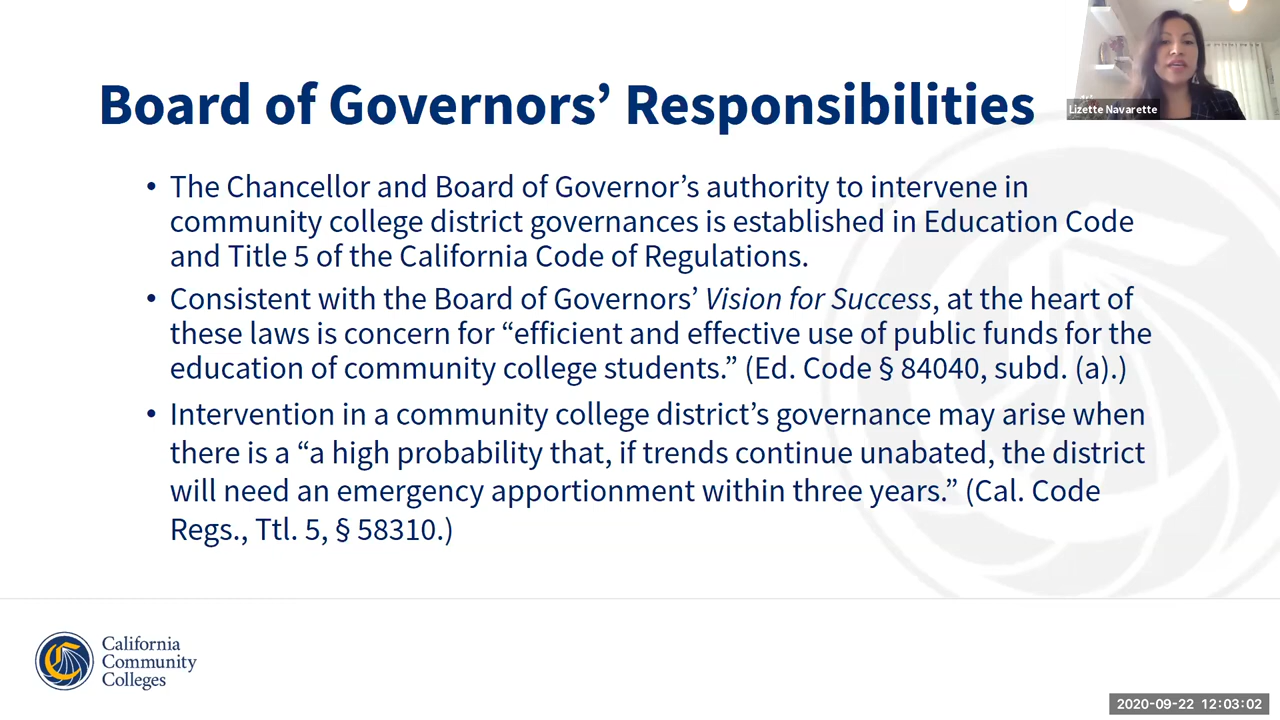 Board of Governors’ Responsibilities
Lizette Navarette
• The Chancellor and Board of Governor’s authority to intervene in
community college district governances is established in Education Code
and Title 5 of the California Code of Regulations.
• Consistent with the Board of Governors’ Vision for Success, at the heart of
these laws is concern for “efficient and effective use of public funds for the
education of community college students.” (Ed. Code § 84040, subd. (a).)
• Intervention in a community college district’s governance may arise when
there is a “a high probability that, if trends continue unabated, the district
will need an emergency apportionment within three years.” (Cal. Code
Regs., Ttl. 5, § 58310.)
California
Community
Colleges
2020-09-22 12:03:02